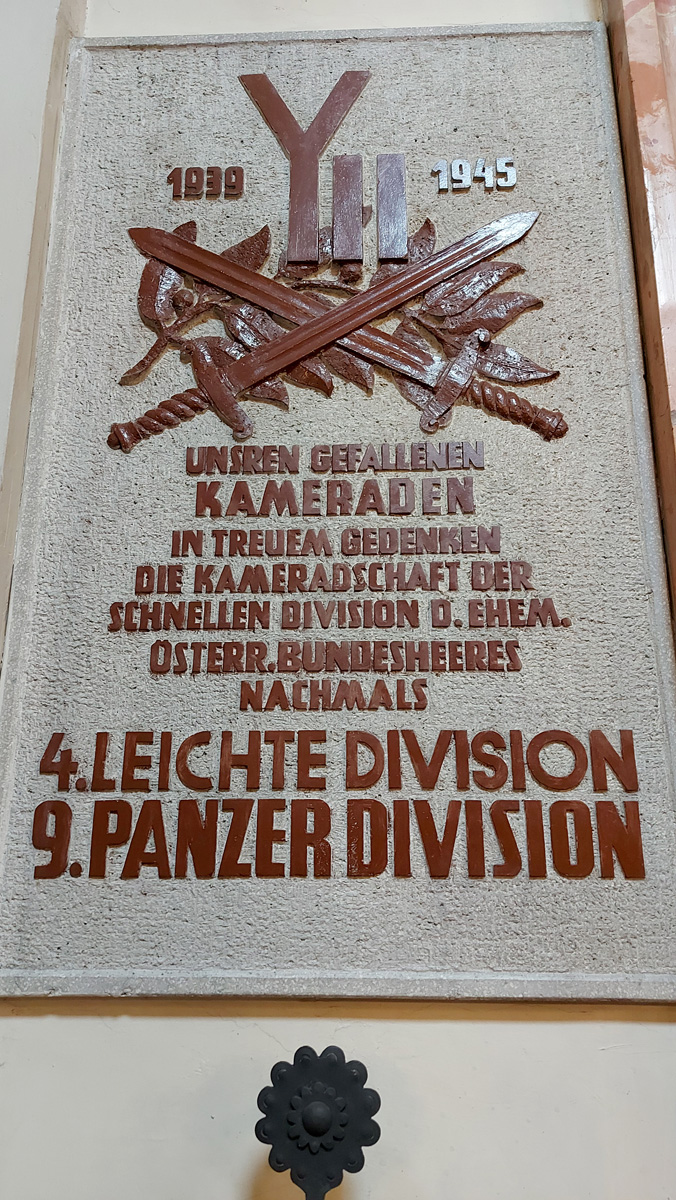 1939 YII 1945
UNSREN GEFALLENEN
KAMERADEN
IN TREUEM GEDENKEN
DIE KAMERADSCHAFT DER
SCHNELLEN DIVISION D. EHEM.
ÖSTERR. BUNDESHEERES
NACHMALS
4. LEICHTE DIVISION
9. PANZER DIVISION